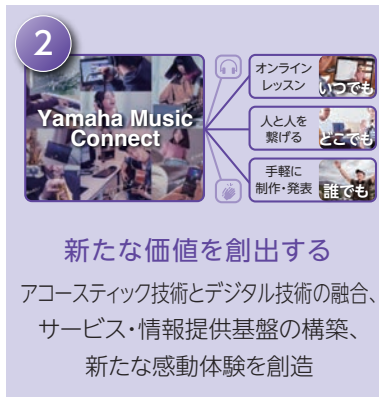 2
Yamaha Music
Connect
オンライン
レッスン
いつでも
人と人を
繋げる
どこでも
手軽に
制作・発表
誰でも
新たな価値を創出する
アコースティック技術とデジタル技術の融合、
サービス・情報提供基盤の構築、
新たな感動体験を創造